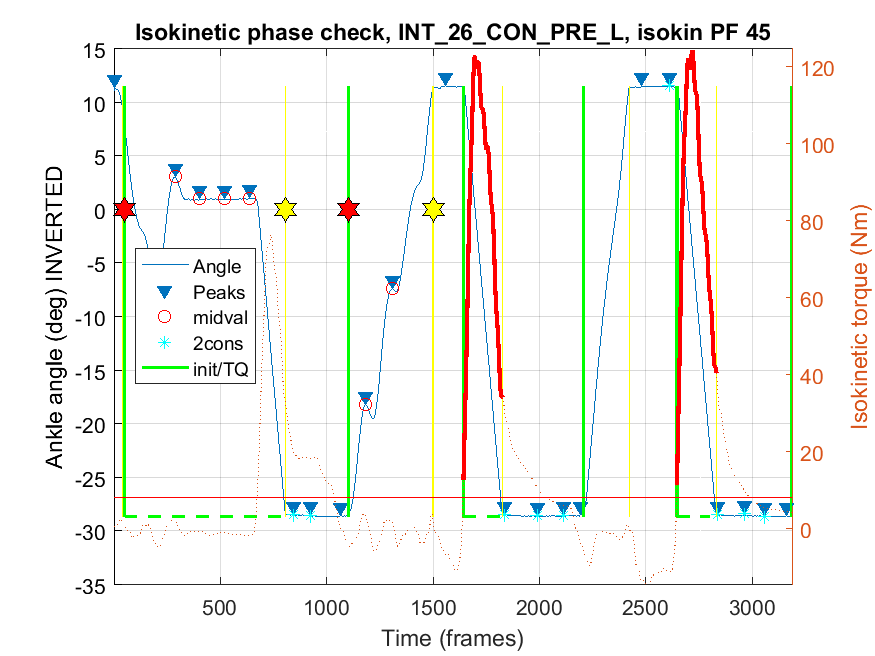 Isokinetic phase check, INT_26_CON_PRE_L, isokin PF 45
Ankle angle (deg) INVERTED
15
10
5
0
-5
-10
-15
-20
-25
-30
-35
Angle
Peaks
midval
2cons
init/TQ
120
100
80
60
40
20
0
Isokinetic torque (Nm)
500
1000
1500
2000
2500
3000
Time (frames)